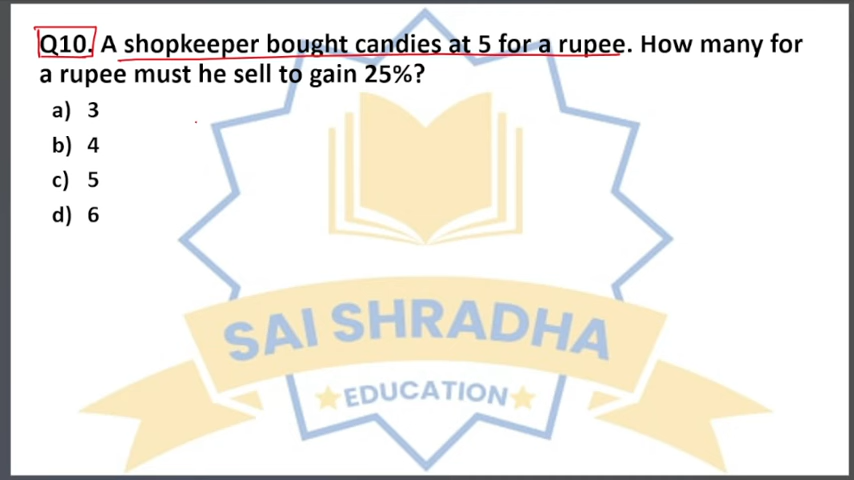 Q10. A shopkeeper bought candies at 5 for a rupee. How many for
a rupee must he sell to gain 25%?
a) 3
b) 4
c) 5
d) 6
SAI SHRADHA
EDUCATION